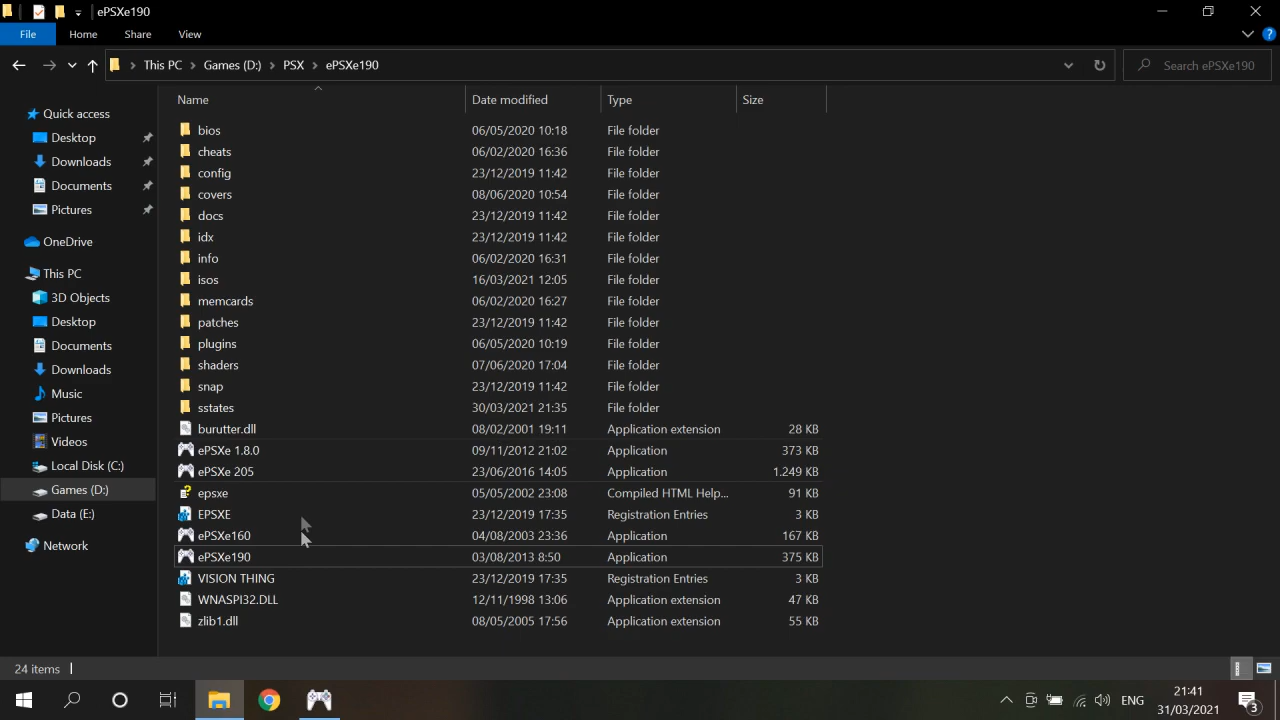 ePSXe190
File Home Share View
This PC Games (D:) PSX ePSXe190 Search ePSXe190
Name Date modified Type Size
Quick access
Desktop
Downloads
Documents
Pictures
OneDrive
This PC
3D Objects
Desktop
Documents
Downloads
Music
Pictures
Videos
Local Disk (C:)
Games (D:)
Data (E:)
Network
bios 06/05/2020 10:18 File folder
cheats 06/02/2020 16:36 File folder
config 23/12/2019 11:42 File folder
covers 08/06/2020 10:54 File folder
docs 23/12/2019 11:42 File folder
idx 23/12/2019 11:42 File folder
info 06/02/2020 16:31 File folder
isos 16/03/2021 12:05 File folder
memcards 06/02/2020 16:27 File folder
patches 23/12/2019 11:42 File folder
plugins 06/05/2020 10:19 File folder
shaders 07/06/2020 17:04 File folder
snap 23/12/2019 11:42 File folder
sstates 30/03/2021 21:35 File folder
burutter.dll 08/02/2001 19:11 Application extension 28 KB
ePSXe 1.8.0 09/11/2012 21:02 Application 373 KB
ePSXe 205 23/06/2016 14:05 Application 1.249 KB
epsxe 05/05/2002 23:08 Compiled HTML Help... 91 KB
EPSXE 23/12/2019 17:35 Registration Entries 3 KB
ePSXe160 04/08/2003 23:36 Application 167 KB
ePSXe190 03/08/2013 8:50 Application 375 KB
VISION THING 23/12/2019 17:35 Registration Entries 3 KB
WNASPI32.DLL 12/11/1998 13:06 Application extension 47 KB
zlib1.dll 08/05/2005 17:56 Application extension 55 KB
24 items
ENG
21:41
31/03/2021
3